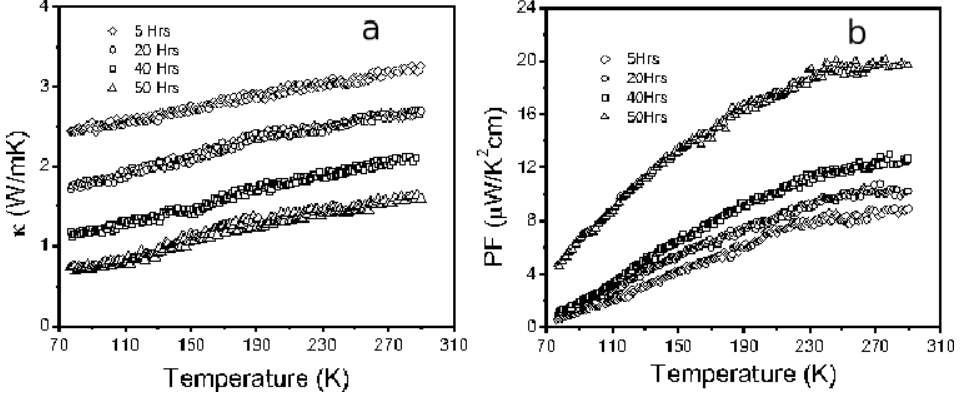 a
5 Hrs
20 Hrs
40 Hrs
50 Hrs
κ (W/mK)
4
3
2
1
0
70 110 150 190 230 270 310
Temperature (K)
b
5Hrs
20Hrs
40Hrs
50Hrs
PF (μW/K²cm)
24
20
16
12
8
4
0
70 110 150 190 230 270 310
Temperature (K)